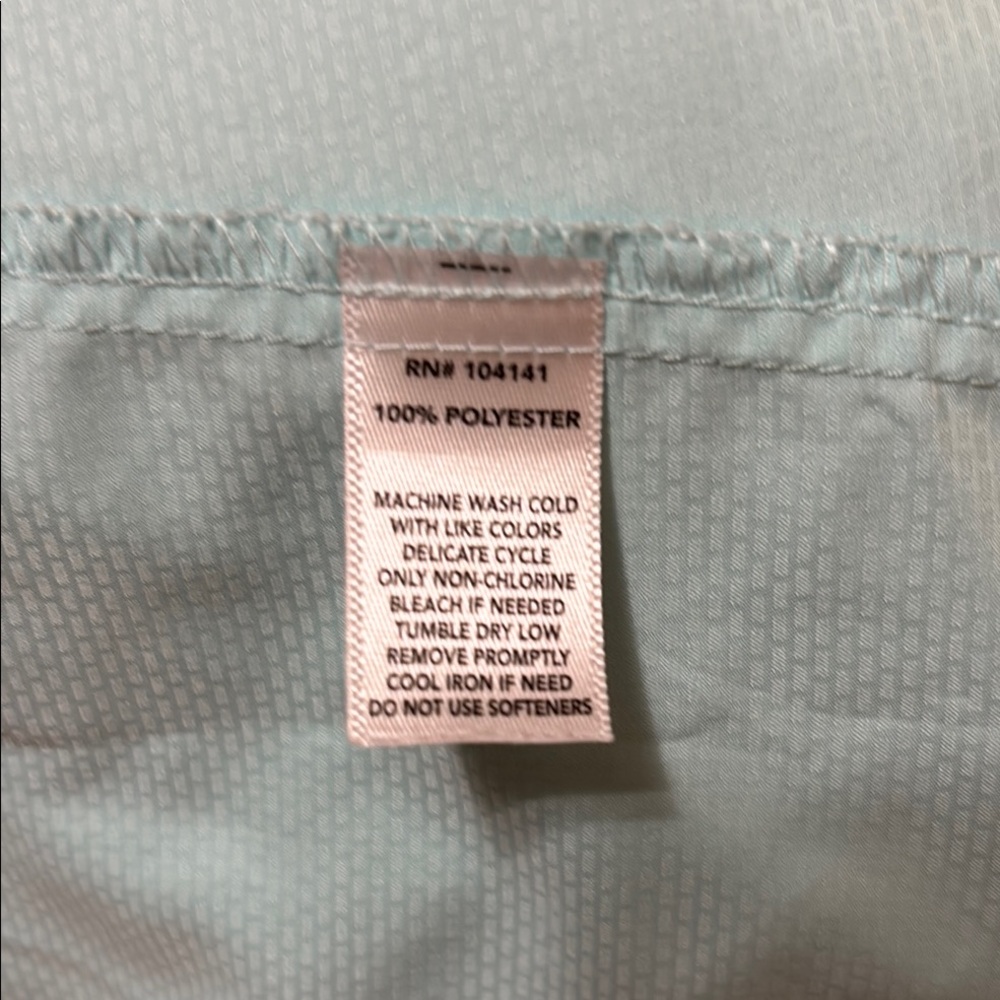 RN# 104141
100% POLYESTER
MACHINE WASH COLD
WITH LIKE COLORS
DELICATE CYCLE
ONLY NON-CHLORINE
BLEACH IF NEEDED
TUMBLE DRY LOW
REMOVE PROMPTLY
COOL IRON IF NEED
DO NOT USE SOFTENERS